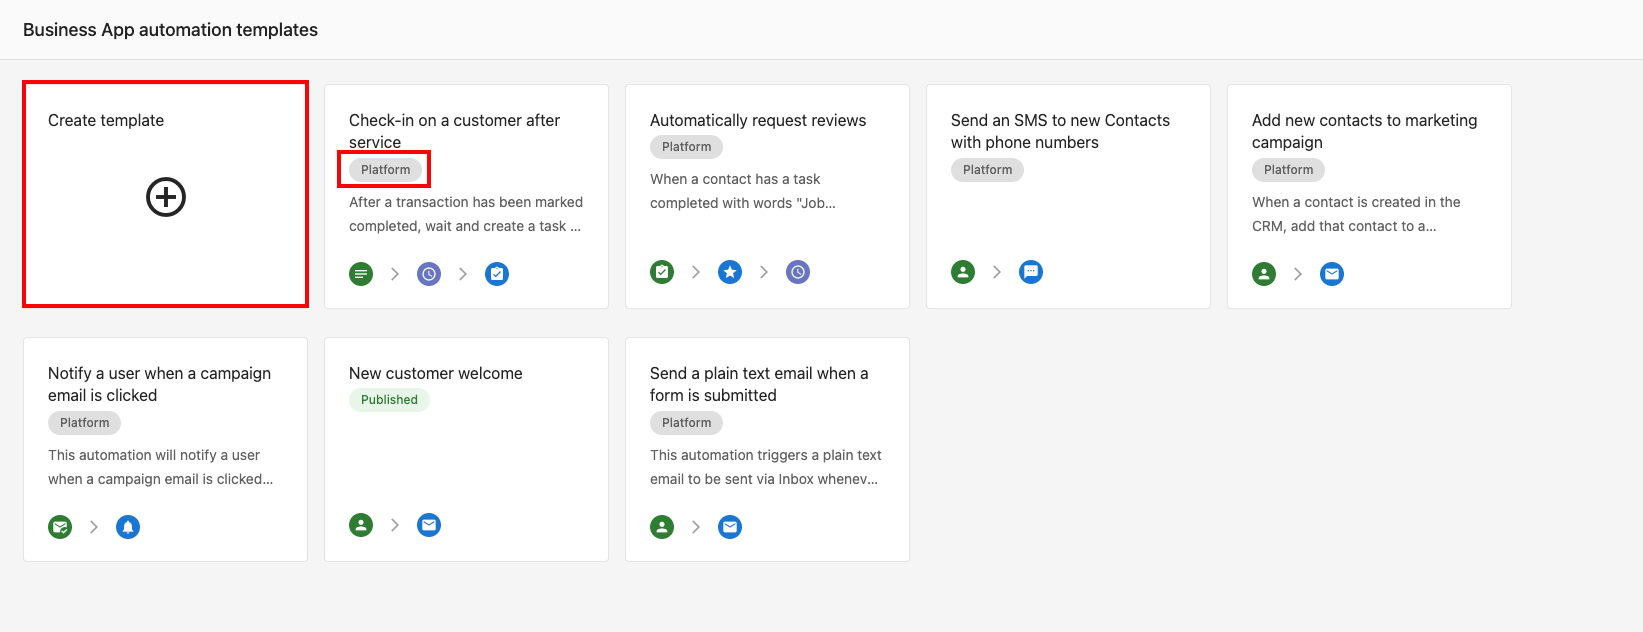 Business App automation templates
Create template
Check-in on a customer after
service
Platform
After a transaction has been marked
completed, wait and create a task ...
Automatically request reviews
Platform
When a contact has a task
completed with words "Job...
Send an SMS to new Contacts
with phone numbers
Platform
Add new contacts to marketing
campaign
Platform
When a contact is created in the
CRM, add that contact to a...
Notify a user when a campaign
email is clicked
Platform
This automation will notify a user
when a campaign email is clicked...
New customer welcome
Published
Send a plain text email when a
form is submitted
Platform
This automation triggers a plain text
email to be sent via Inbox whenev...